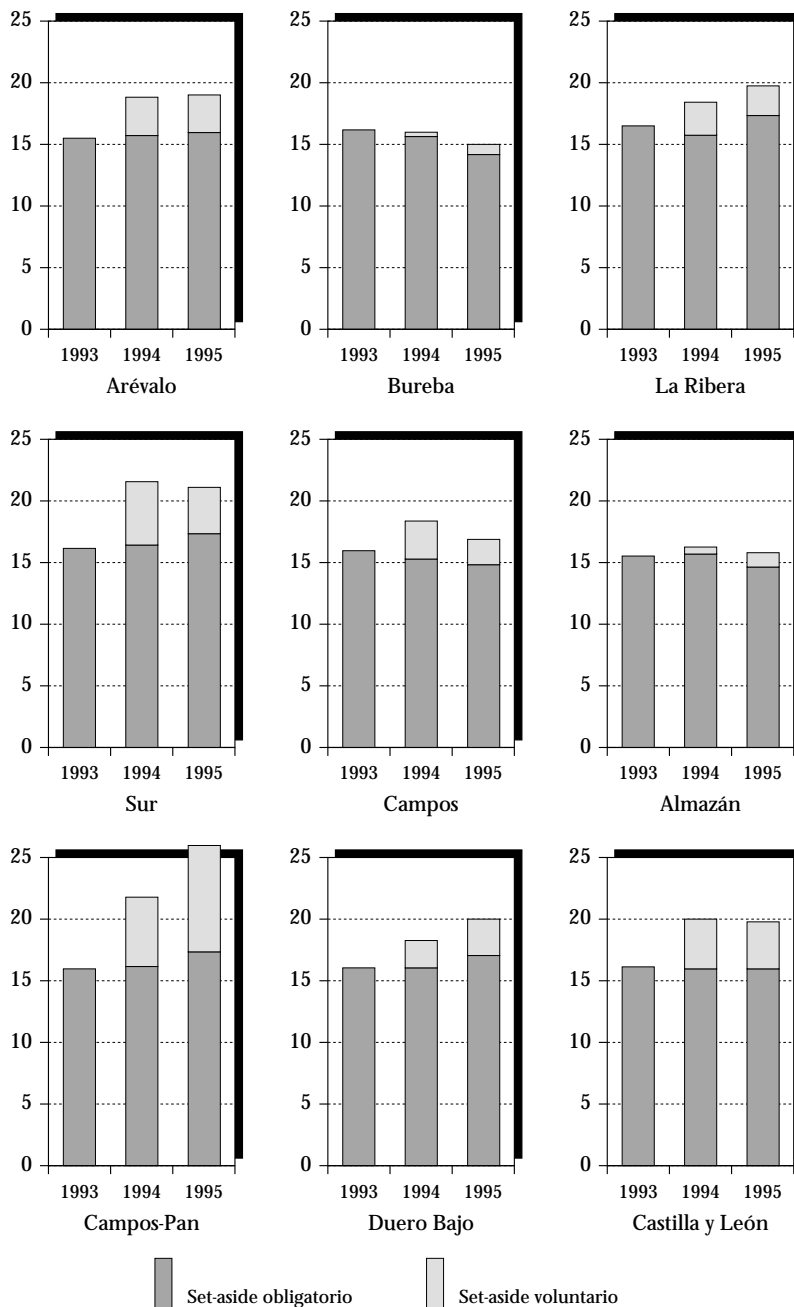 25 25 25
20 20 20
15 15 15
10 10 10
5 5 5
0 0 0
1993 1994 1995 1993 1994 1995 1993 1994 1995
Arévalo Bureba La Ribera
25 25 25
20 20 20
15 15 15
10 10 10
5 5 5
0 0 0
1993 1994 1995 1993 1994 1995 1993 1994 1995
Sur Campos Almazán
25 25 25
20 20 20
15 15 15
10 10 10
5 5 5
0 0 0
1993 1994 1995 1993 1994 1995 1993 1994 1995
Campos-Pan Duero Bajo Castilla y León
Set-aside obligatorio Set-aside voluntario